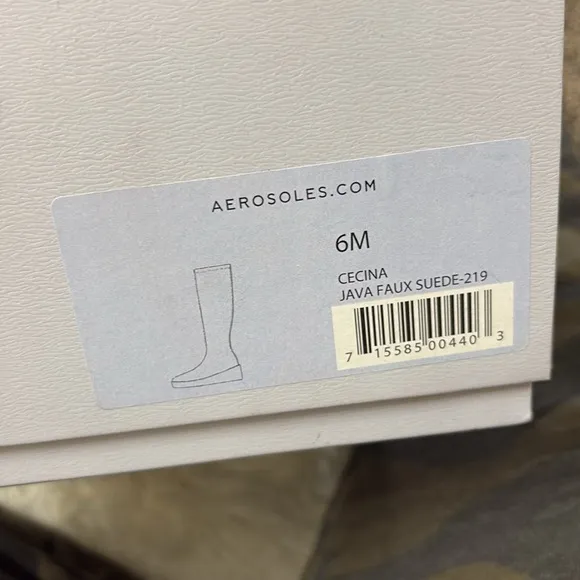 AEROSOLES.COM
6M
CECINA
JAVA FAUX SUEDE-219
7 15585 00440 3